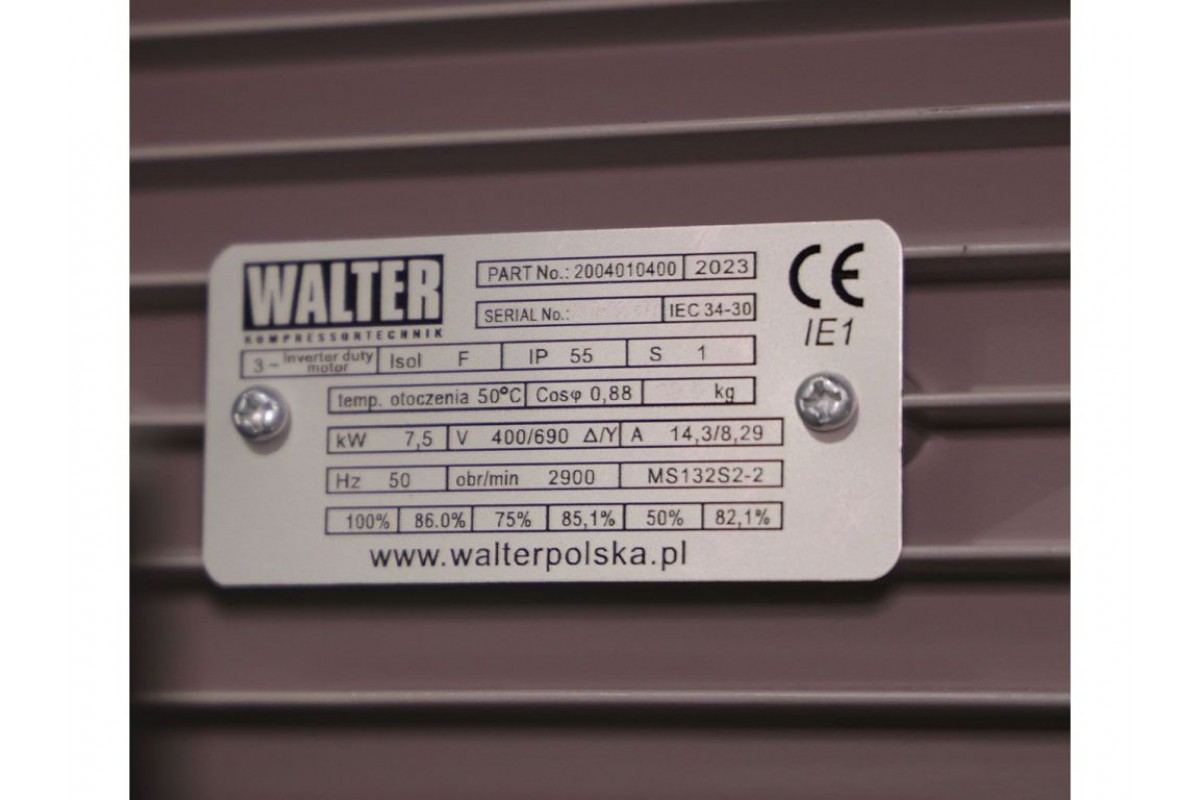 WALTER
KOMPRESSORTECHNIK
PART No.: 2004010400 2023
SERIAL No.: IEC 34-30
CE
IE1
3~ inverter duty motor Isol F IP 55 S 1
temp. otoczenia 50°C Cosφ 0,88 kg
kW 7,5 V 400/690 Δ/Y A 14,3/8,29
Hz 50 obr/min 2900 MS132S2-2
100% 86.0% 75% 85,1% 50% 82,1%
www.walterpolska.pl